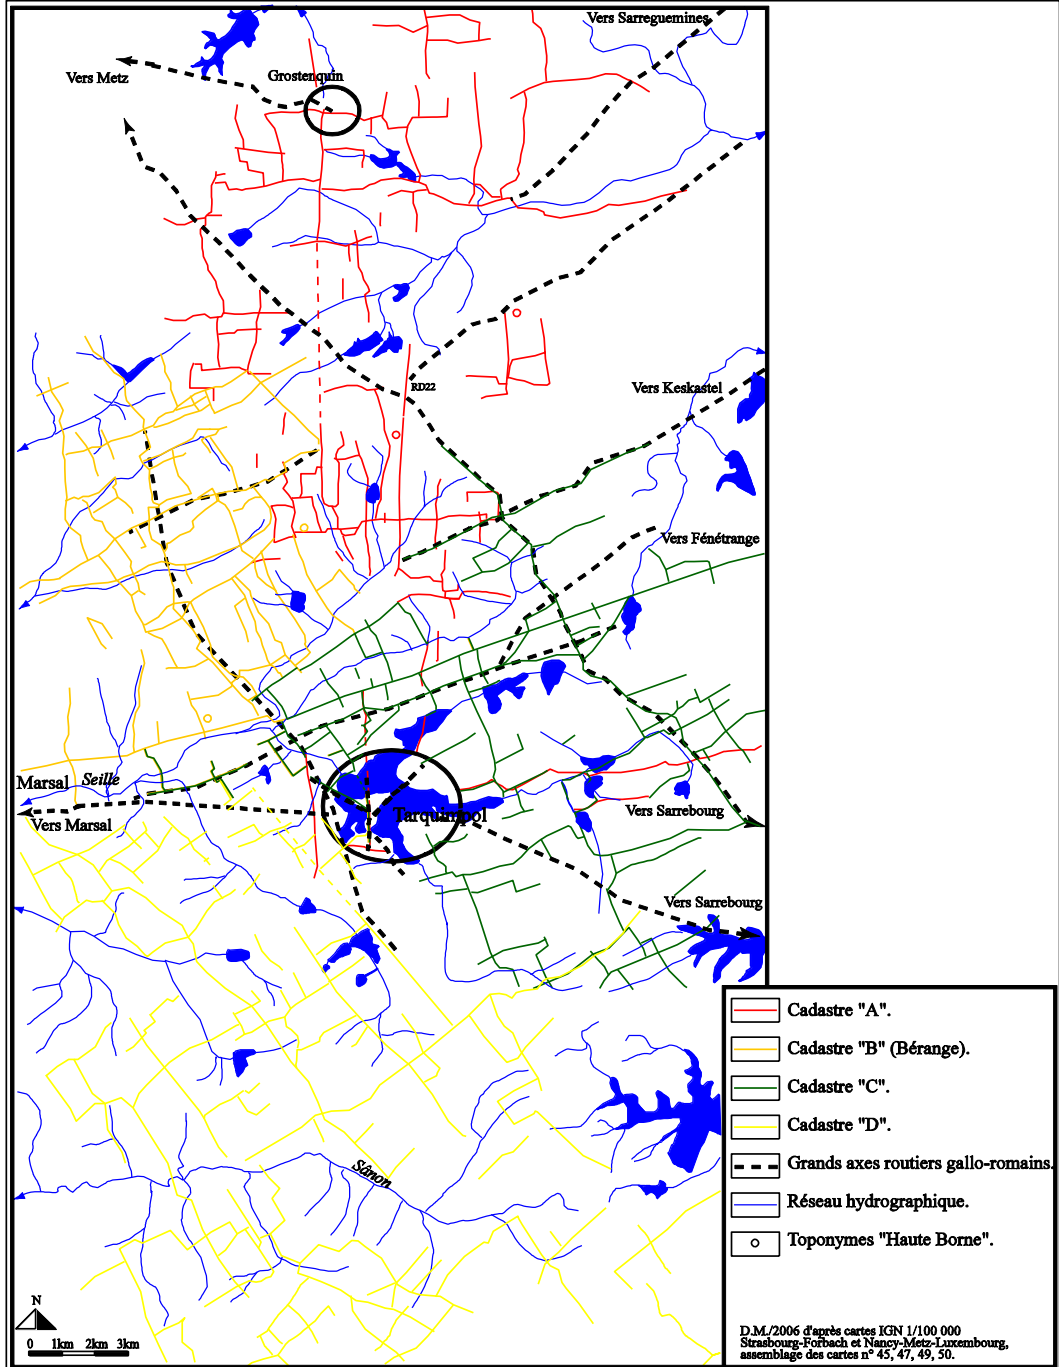 Vers Sarreguemines
Vers Metz
Grostenquin
RD22
Vers Keskastel
Vers Fénétrange
Marsal
Seille
Vers Marsal
Tarquimpol
Vers Sarrebourg
Vers Sarrebourg
Sânon
Cadastre "A".
Cadastre "B" (Bérange).
Cadastre "C".
Cadastre "D".
Grands axes routiers gallo-romains.
Réseau hydrographique.
Toponymes "Haute Borne".
N
0 1km 2km 3km
D.M./2006 d'après cartes IGN 1/100 000
Strasbourg-Forbach et Nancy-Metz-Luxembourg,
assemblage des cartes n° 45, 47, 49, 50.